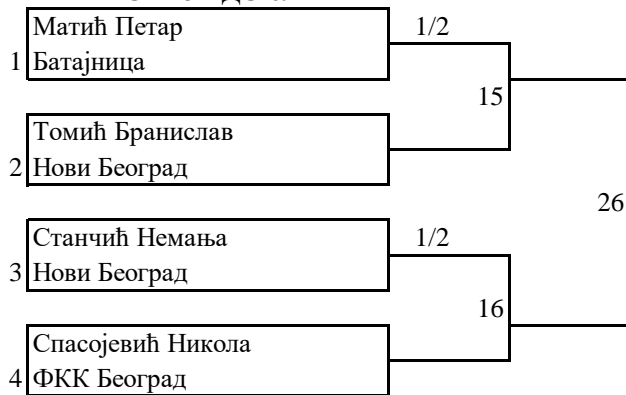 Матић Петар 1/2
1 Батајница
15
Томић Бранислав
2 Нови Београд
26
Станчић Немања 1/2
3 Нови Београд
16
Спасојевић Никола
4 ФКК Београд